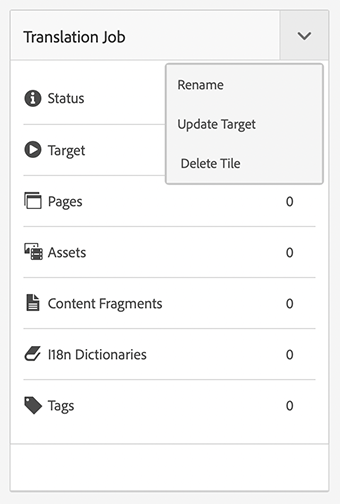 Translation Job
Rename
Status
Update Target
Target
Delete Tile
Pages 0
Assets 0
Content Fragments 0
I18n Dictionaries 0
Tags 0